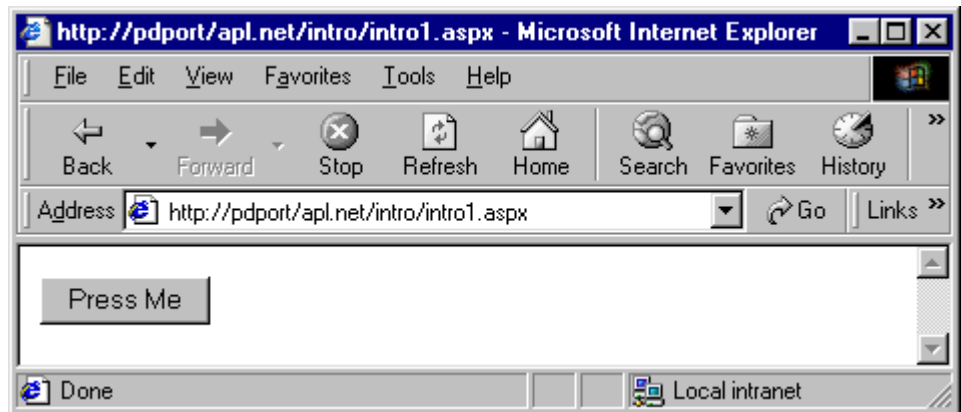 http://pdport/apl.net/intro/intro1.aspx - Microsoft Internet Explorer
File Edit View Favorites Tools Help
Back Forward Stop Refresh Home Search Favorites History »
Address http://pdport/apl.net/intro/intro1.aspx Go Links »
Press Me
Done Local intranet